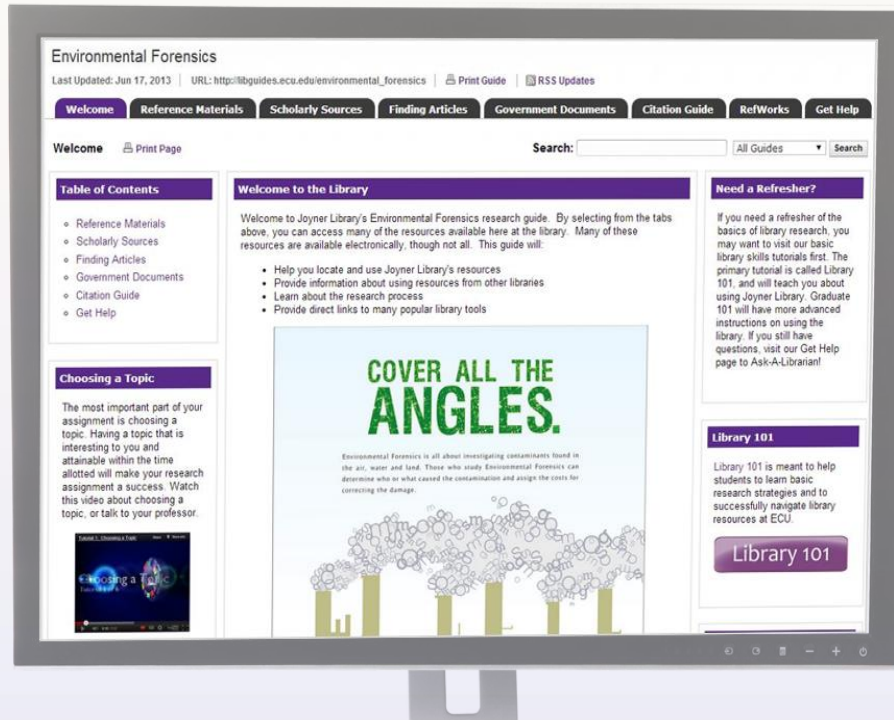 Environmental Forensics
Last Updated: Jun 17, 2013 | URL: http://libguides.ecu.edu/environmental_forensics | Print Guide | RSS Updates
Welcome Reference Materials Scholarly Sources Finding Articles Government Documents Citation Guide RefWorks Get Help
Welcome Print Page Search: All Guides Search
Table of Contents
Reference Materials
Scholarly Sources
Finding Articles
Government Documents
Citation Guide
Get Help
Choosing a Topic
The most important part of your
assignment is choosing a
topic. Having a topic that is
interesting to you and
attainable within the time
allotted will make your research
assignment a success. Watch
this video about choosing a
topic, or talk to your professor.
Tutorial 1: Choosing a Topic
Choosing a Topic
Welcome to the Library
Welcome to Joyner Library's Environmental Forensics research guide. By selecting from the tabs
above, you can access many of the resources available here at the library. Many of these
resources are available electronically, though not all. This guide will:
Help you locate and use Joyner Library's resources
Provide information about using resources from other libraries
Learn about the research process
Provide direct links to many popular library tools
COVER ALL THE
ANGLES.
Environmental Forensics is all about investigating contaminants found in
the air, water and land. Those who study Environmental Forensics can
determine who or what caused the contamination and assign the costs for
correcting the damage.
Need a Refresher?
If you need a refresher of the
basics of library research, you
may want to visit our basic
library skills tutorials first. The
primary tutorial is called Library
101, and will teach you about
using Joyner Library. Graduate
101 will have more advanced
instructions on using the
library. If you still have
questions, visit our Get Help
page to Ask-A-Librarian!
Library 101
Library 101 is meant to help
students to learn basic
research strategies and to
successfully navigate library
resources at ECU.
Library 101